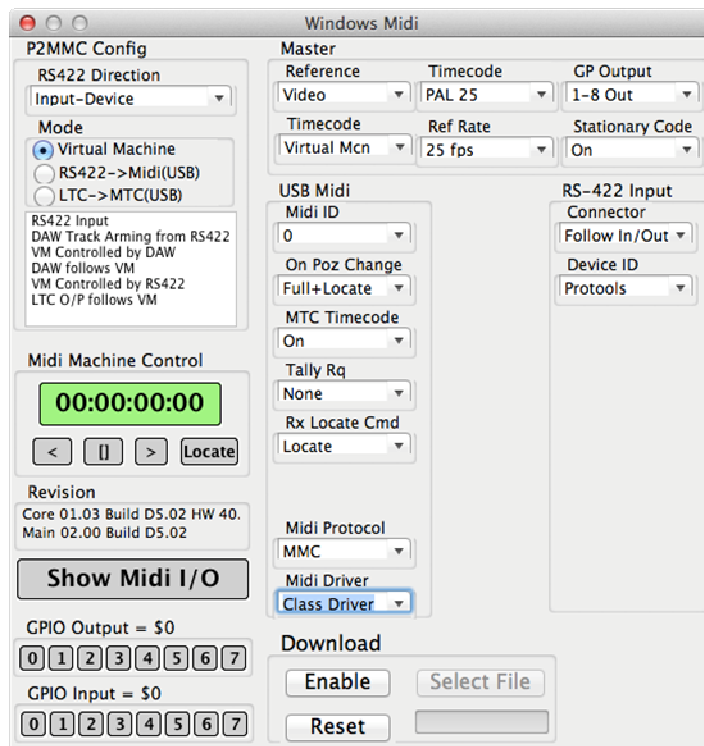 Windows Midi
P2MMC Config
RS422 Direction
Input-Device
Mode
Virtual Machine
RS422->Midi(USB)
LTC->MTC(USB)
RS422 Input
DAW Track Arming from RS422
VM Controlled by DAW
DAW follows VM
VM Controlled by RS422
LTC O/P follows VM
Midi Machine Control
00:00:00:00
< [] > Locate
Revision
Core 01.03 Build D5.02 HW 40.
Main 02.00 Build D5.02
Show Midi I/O
GPIO Output = $0
0 1 2 3 4 5 6 7
GPIO Input = $0
0 1 2 3 4 5 6 7
Master
Reference Timecode GP Output
Video PAL 25 1-8 Out
Timecode Ref Rate Stationary Code
Virtual Mcn 25 fps On
USB Midi
Midi ID
0
On Poz Change
Full+Locate
MTC Timecode
On
Tally Rq
None
Rx Locate Cmd
Locate
Midi Protocol
MMC
Midi Driver
Class Driver
RS-422 Input
Connector
Follow In/Out
Device ID
Protools
Download
Enable Select File
Reset